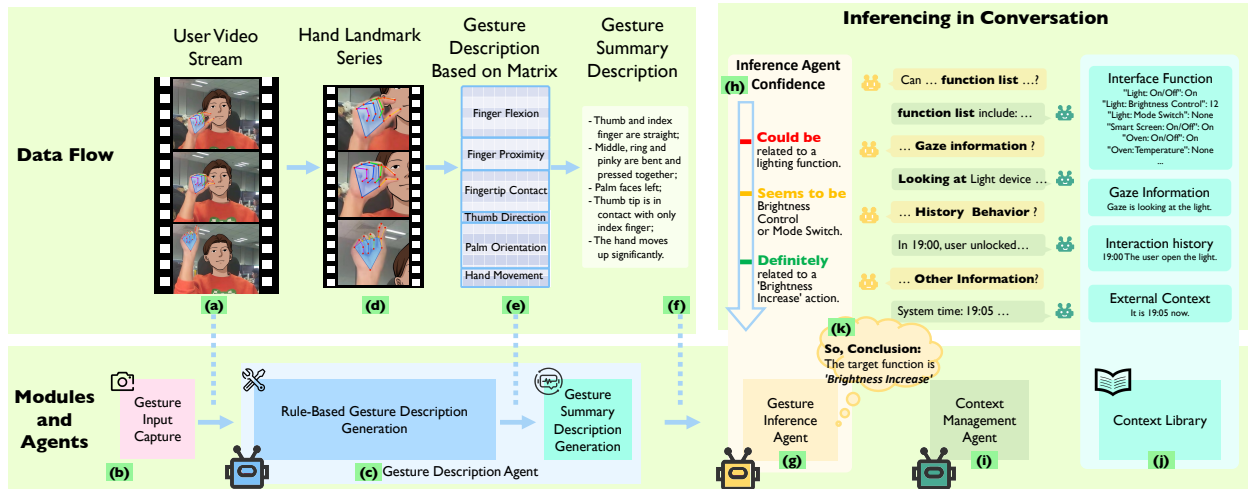 User Video
Stream
Hand Landmark
Series
Gesture
Description
Based on Matrix
Gesture
Summary
Description
Data Flow
Finger Flexion
Finger Proximity
Fingertip Contact
Thumb Direction
Palm Orientation
Hand Movement
- Thumb and index
finger are straight;
- Middle, ring and
pinky are bent and
pressed together;
- Palm faces left;
- Thumb tip is in
contact with only
index finger;
- The hand moves
up significantly.
(a)
(d)
(e)
(f)
Inferencing in Conversation
Inference Agent
(h)
Confidence
Could be
related to a
lighting function.
Seems to be
Brightness
Control
or Mode Switch.
Definitely
related to a
'Brightness
Increase' action.
Can ... function list ...?
function list include: ...
... Gaze information ?
Looking at Light device ...
... History Behavior ?
In 19:00, user unlocked...
... Other Information?
System time: 19:05 ...
Interface Function
"Light: On/Off": On
"Light: Brightness Control": 12
"Light: Mode Switch": None
"Smart Screen: On/Off": On
"Oven: On/Off": On
"Oven: Temperature": None
...
Gaze Information
Gaze is looking at the light.
Interaction history
19:00 The user open the light.
External Context
It is 19:05 now.
(k)
So, Conclusion:
The target function is
'Brightness Increase'
Modules
and
Agents
Gesture
Input
Capture
(b)
Rule-Based Gesture Description
Generation
Gesture
Summary
Description
Generation
(c)
Gesture Description Agent
Gesture
Inference
Agent
(g)
Context
Management
Agent
(i)
Context Library
(j)